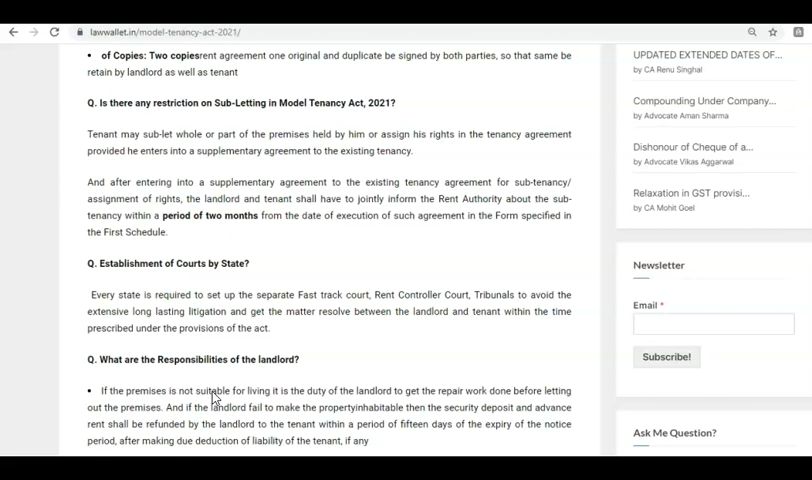 lawwallet.in/model-tenancy-act-2021/
• of Copies: Two copiesrent agreement one original and duplicate be signed by both parties, so that same be
retain by landlord as well as tenant
Q. Is there any restriction on Sub-Letting in Model Tenancy Act, 2021?
Tenant may sub-let whole or part of the premises held by him or assign his rights in the tenancy agreement
provided he enters into a supplementary agreement to the existing tenancy.
And after entering into a supplementary agreement to the existing tenancy agreement for sub-tenancy/
assignment of rights, the landlord and tenant shall have to jointly inform the Rent Authority about the sub-
tenancy within a period of two months from the date of execution of such agreement in the Form specified in
the First Schedule.
Q. Establishment of Courts by State?
Every state is required to set up the separate Fast track court, Rent Controller Court, Tribunals to avoid the
extensive long lasting litigation and get the matter resolve between the landlord and tenant within the time
prescribed under the provisions of the act.
Q. What are the Responsibilities of the landlord?
• If the premises is not suitable for living it is the duty of the landlord to get the repair work done before letting
out the premises. And if the landlord fail to make the propertyinhabitable then the security deposit and advance
rent shall be refunded by the landlord to the tenant within a period of fifteen days of the expiry of the notice
period, after making due deduction of liability of the tenant, if any
UPDATED EXTENDED DATES OF...
by CA Renu Singhal
Compounding Under Company...
by Advocate Aman Sharma
Dishonour of Cheque of a...
by Advocate Vikas Aggarwal
Relaxation in GST provisi...
by CA Mohit Goel
Newsletter
Email *
Subscribe!
Ask Me Question?